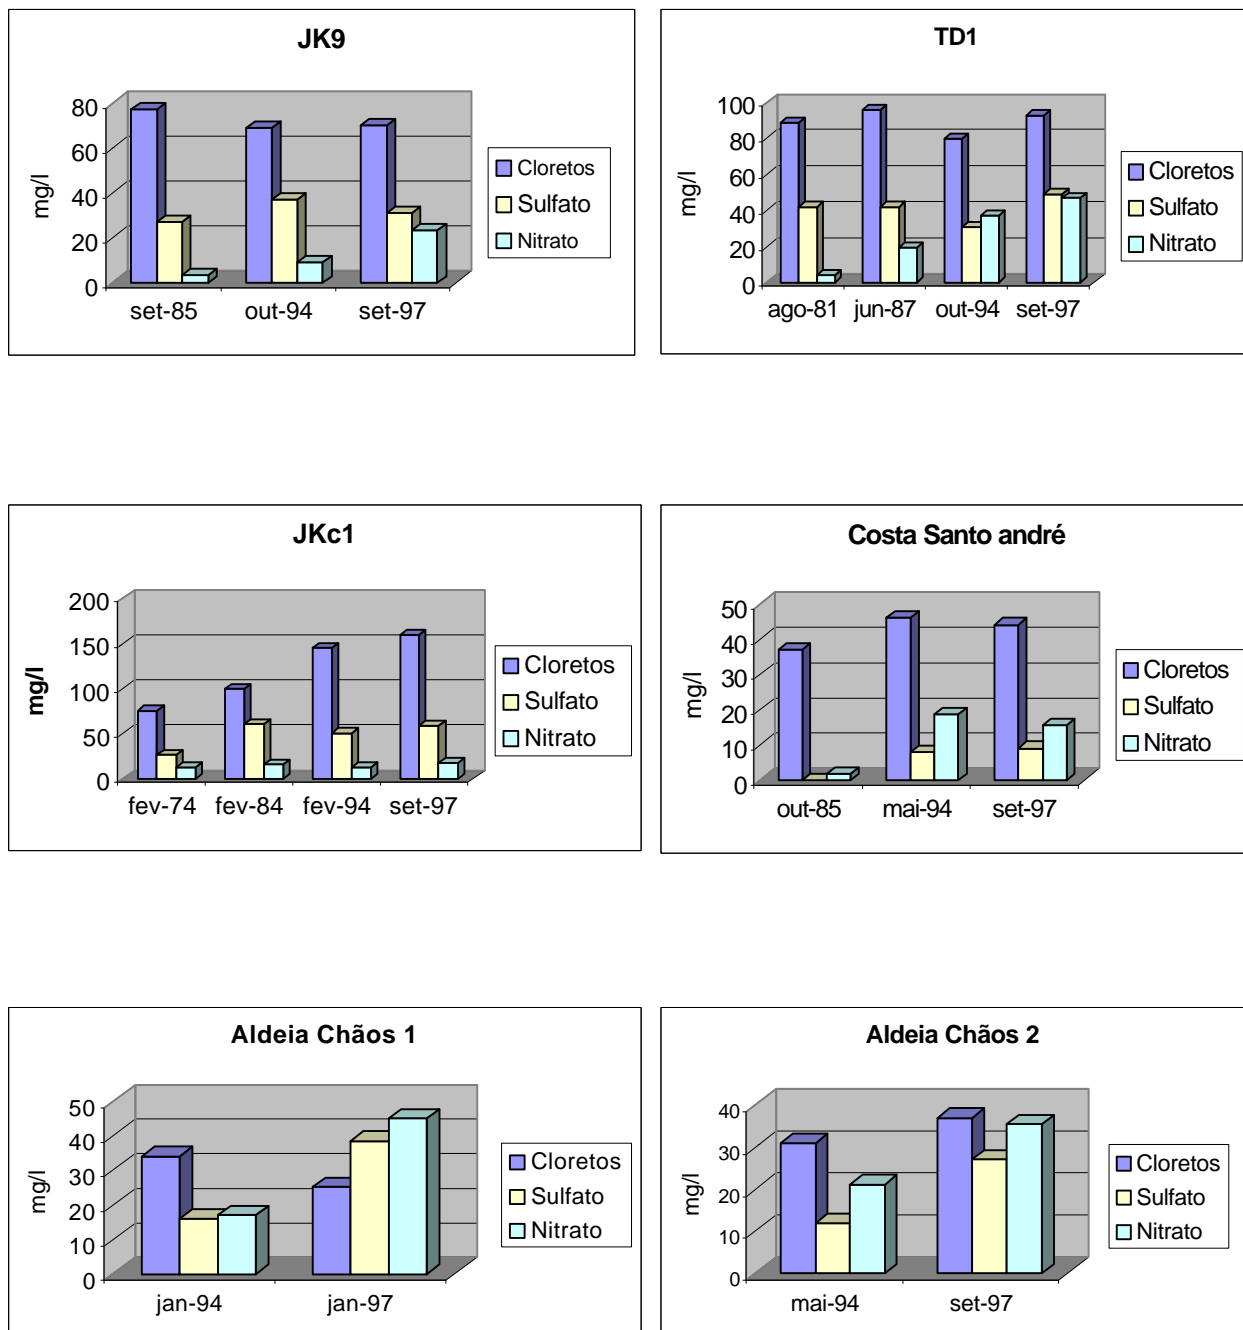 JK9
80
60
40
20
0
mg/l
set-85 out-94 set-97
Cloretos
Sulfato
Nitrato
TD1
100
80
60
40
20
0
mg/l
ago-81 jun-87 out-94 set-97
Cloretos
Sulfato
Nitrato
JKc1
200
150
100
50
0
mg/l
fev-74 fev-84 fev-94 set-97
Cloretos
Sulfato
Nitrato
Costa Santo andré
50
40
30
20
10
0
mg/l
out-85 mai-94 set-97
Cloretos
Sulfato
Nitrato
Aldeia Chãos 1
50
40
30
20
10
0
mg/l
jan-94 jan-97
Cloretos
Sulfato
Nitrato
Aldeia Chãos 2
40
30
20
10
0
mg/l
mai-94 set-97
Cloretos
Sulfato
Nitrato